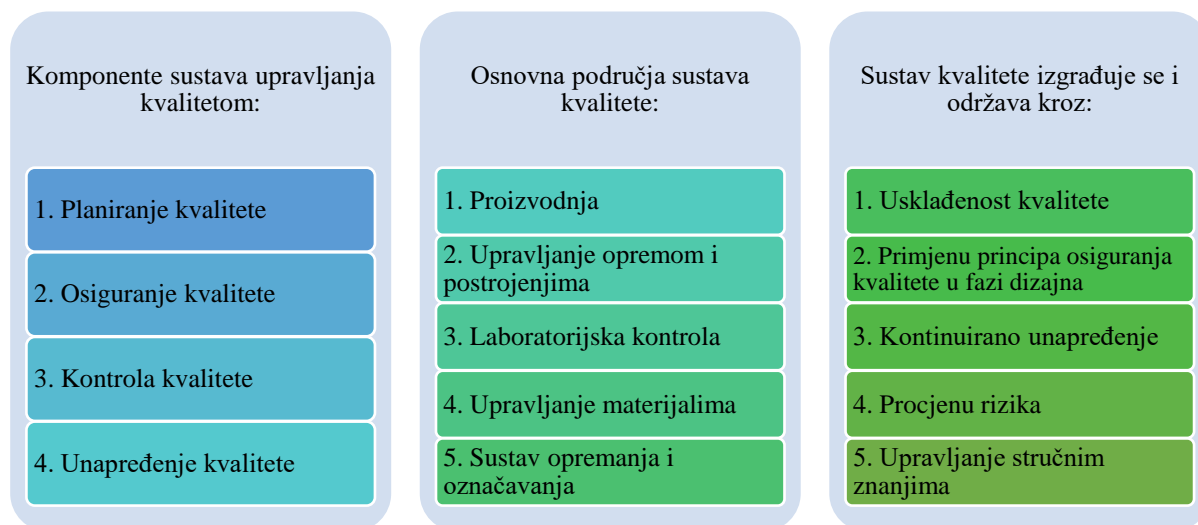 Komponente sustava upravljanja
kvalitetom:
1. Planiranje kvalitete
2. Osiguranje kvalitete
3. Kontrola kvalitete
4. Unapređenje kvalitete
Osnovna područja sustava
kvalitete:
1. Proizvodnja
2. Upravljanje opremom i
postrojenjima
3. Laboratorijska kontrola
4. Upravljanje materijalima
5. Sustav opremanja i
označavanja
Sustav kvalitete izgrađuje se i
održava kroz:
1. Usklađenost kvalitete
2. Primjenu principa osiguranja
kvalitete u fazi dizajna
3. Kontinuirano unapređenje
4. Procjenu rizika
5. Upravljanje stručnim
znanjima